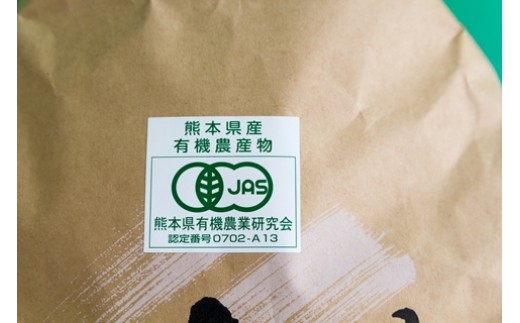 熊本県産
有機農産物
JAS
熊本県有機農業研究会
認定番号0702-A13